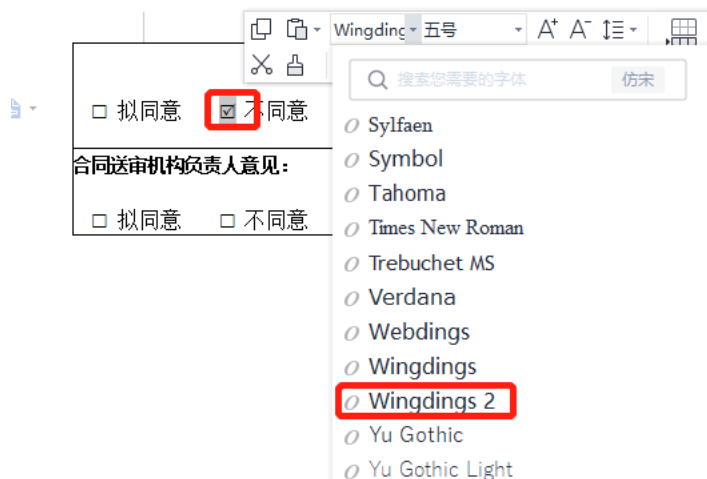 Wingding 五号 A⁺ A⁻
搜索您需要的字体 仿宋
□ 拟同意 ☑ 不同意
合同送审机构负责人意见：
□ 拟同意 □ 不同意
Sylfaen
Symbol
Tahoma
Times New Roman
Trebuchet MS
Verdana
Webdings
Wingdings
Wingdings 2
Yu Gothic
Yu Gothic Light